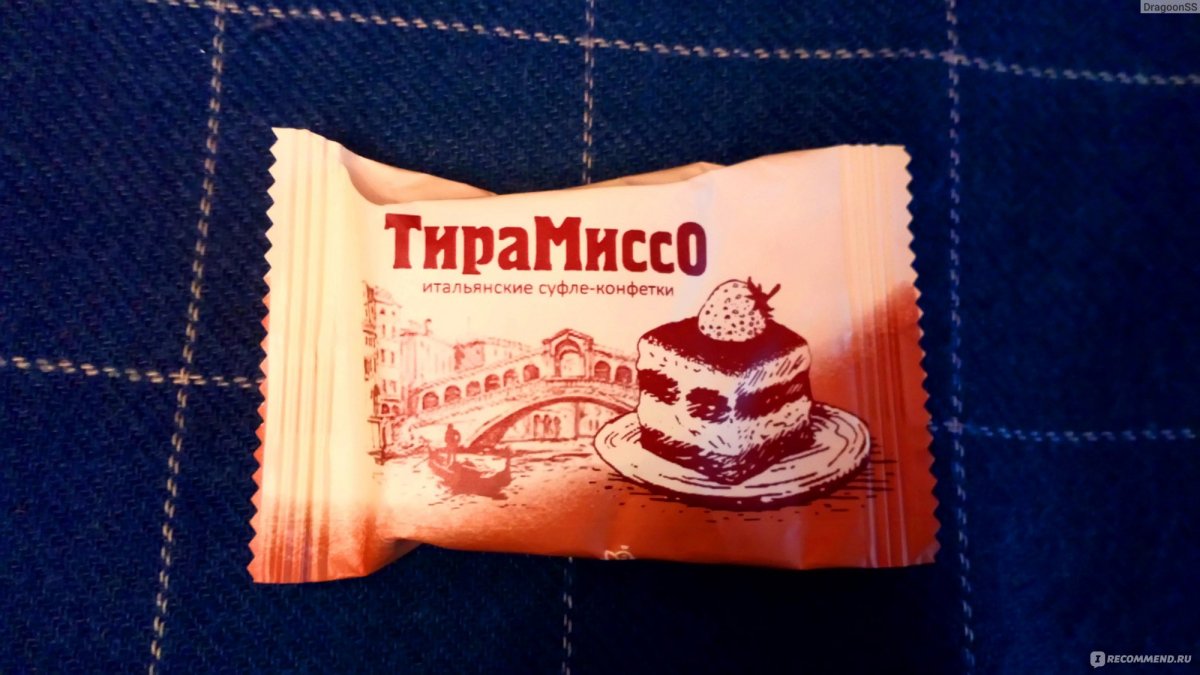 DragoonSS
ТираМиссО
итальянские суфле-конфетки
I RECOMMEND.RU